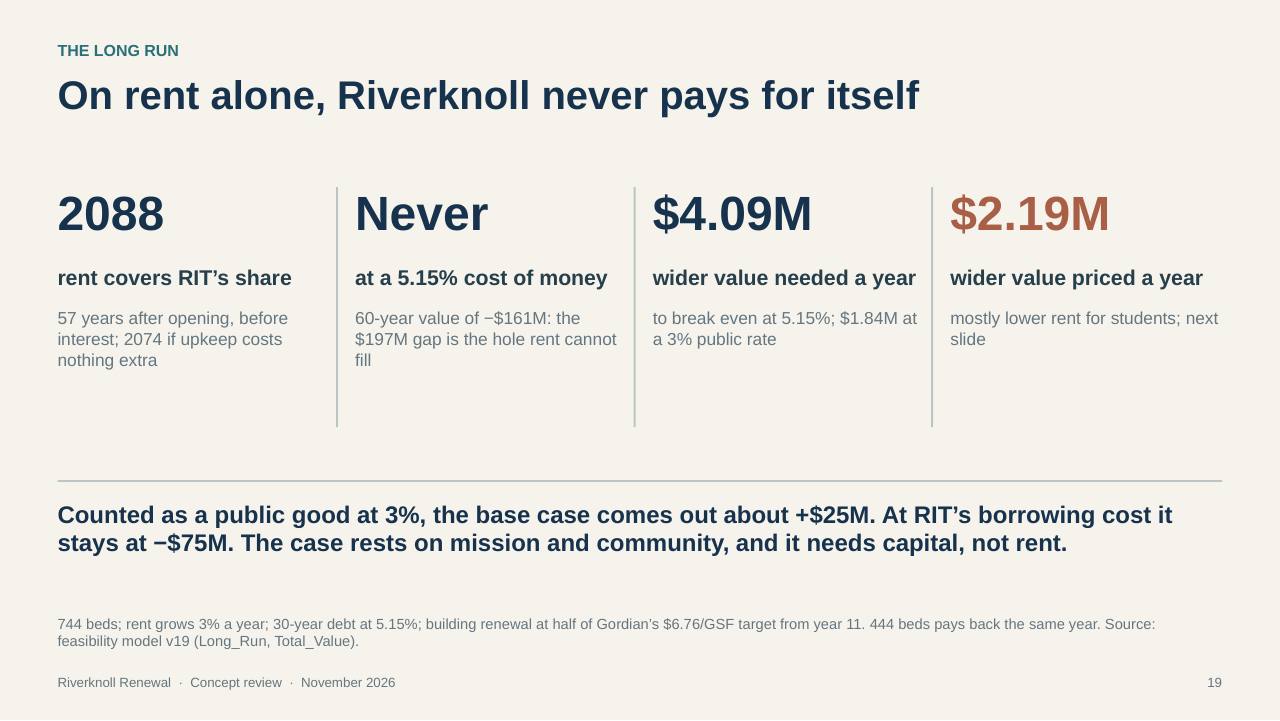 THE LONG RUN
On rent alone, Riverknoll never pays for itself
2088
rent covers RIT’s share
57 years after opening, before
interest; 2074 if upkeep costs
nothing extra
Never
at a 5.15% cost of money
60-year value of −$161M: the
$197M gap is the hole rent cannot
fill
$4.09M
wider value needed a year
to break even at 5.15%; $1.84M at
a 3% public rate
$2.19M
wider value priced a year
mostly lower rent for students; next
slide
Counted as a public good at 3%, the base case comes out about +$25M. At RIT’s borrowing cost it
stays at −$75M. The case rests on mission and community, and it needs capital, not rent.
744 beds; rent grows 3% a year; 30-year debt at 5.15%; building renewal at half of Gordian’s $6.76/GSF target from year 11. 444 beds pays back the same year. Source:
feasibility model v19 (Long_Run, Total_Value).
Riverknoll Renewal · Concept review · November 2026
19